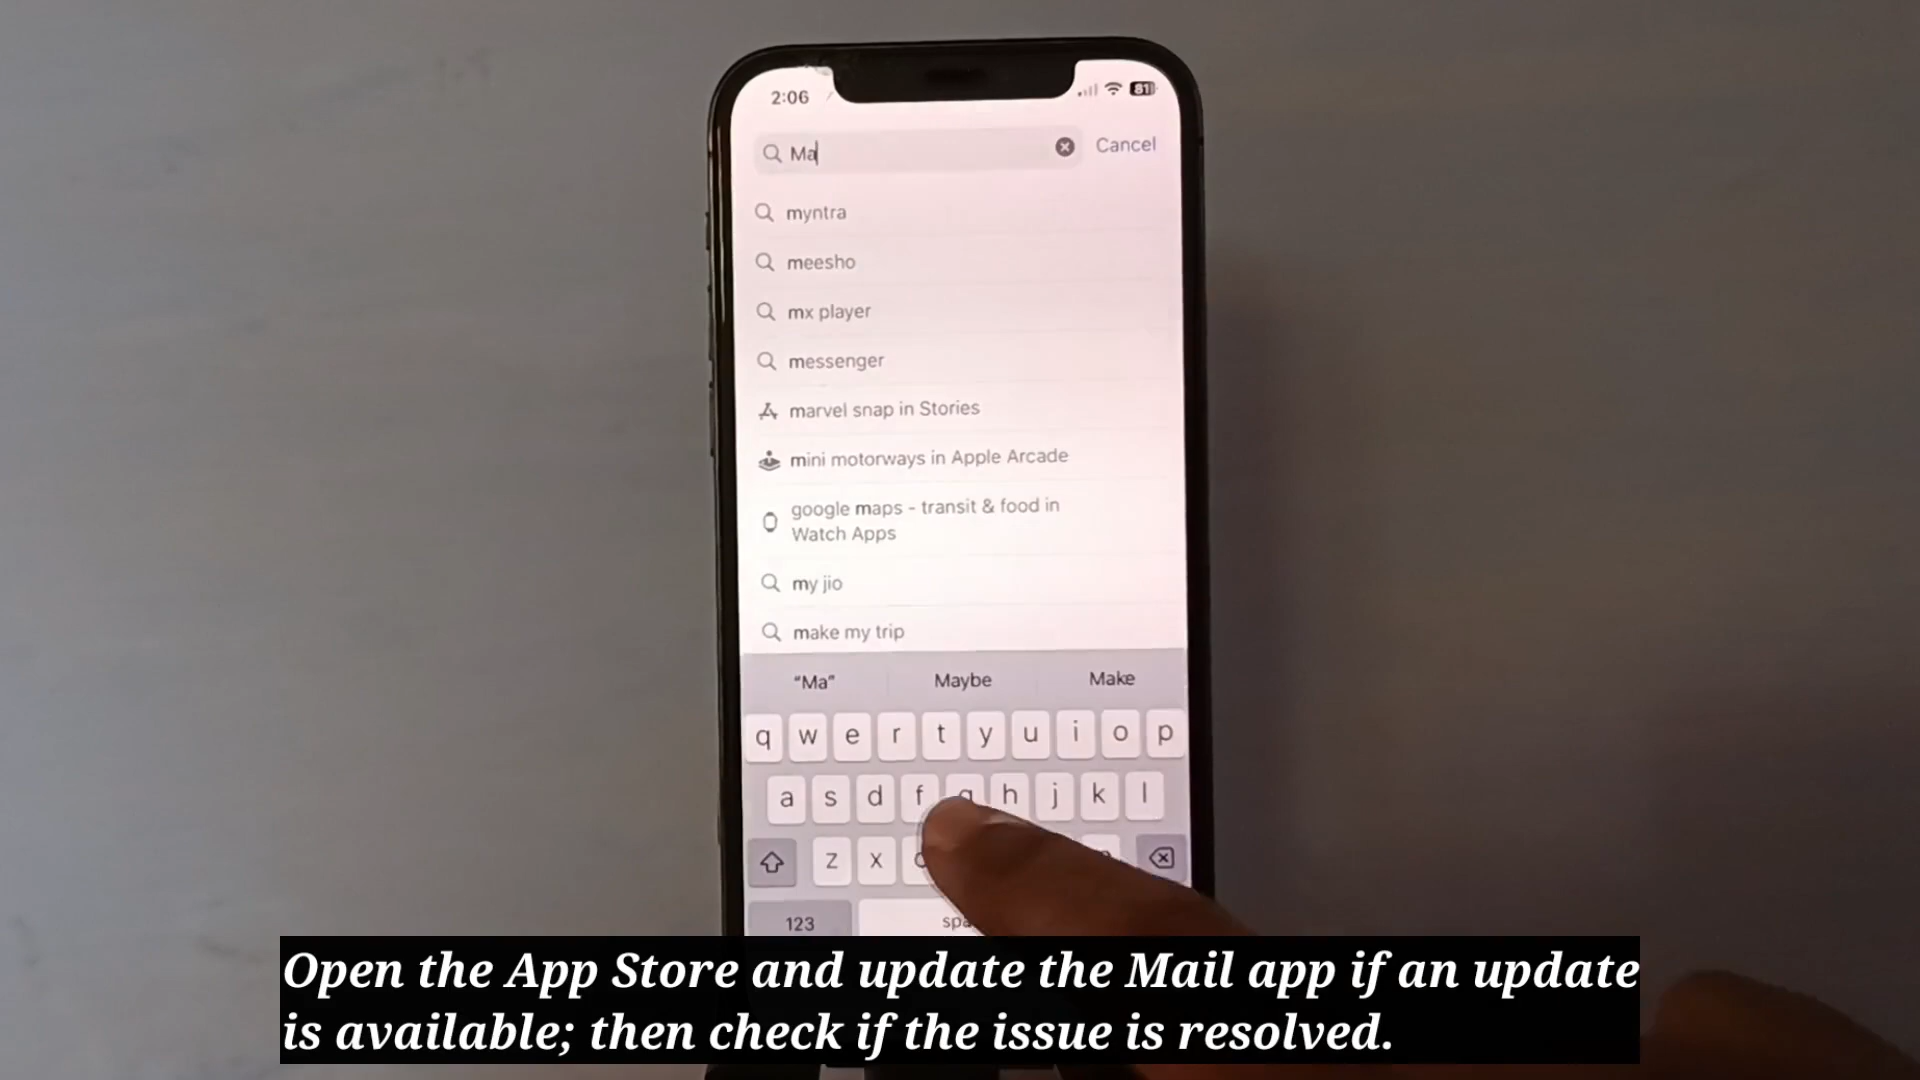 2:06
81
Ma
Cancel
myntra
meesho
mx player
messenger
marvel snap in Stories
mini motorways in Apple Arcade
google maps - transit & food in
Watch Apps
my jio
make my trip
“Ma” Maybe Make
q w e r t y u i o p
a s d f g h j k l
z x c
123
Open the App Store and update the Mail app if an update
is available; then check if the issue is resolved.